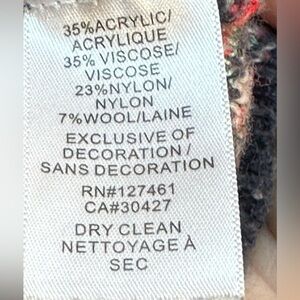 35%ACRYLIC/
ACRYLIQUE
35% VISCOSE/
VISCOSE
23%NYLON/
NYLON
7%WOOL/LAINE
EXCLUSIVE OF
DECORATION/
SANS DECORATION
RN#127461
CA#30427
DRY CLEAN
NETTOYAGE À
SEC